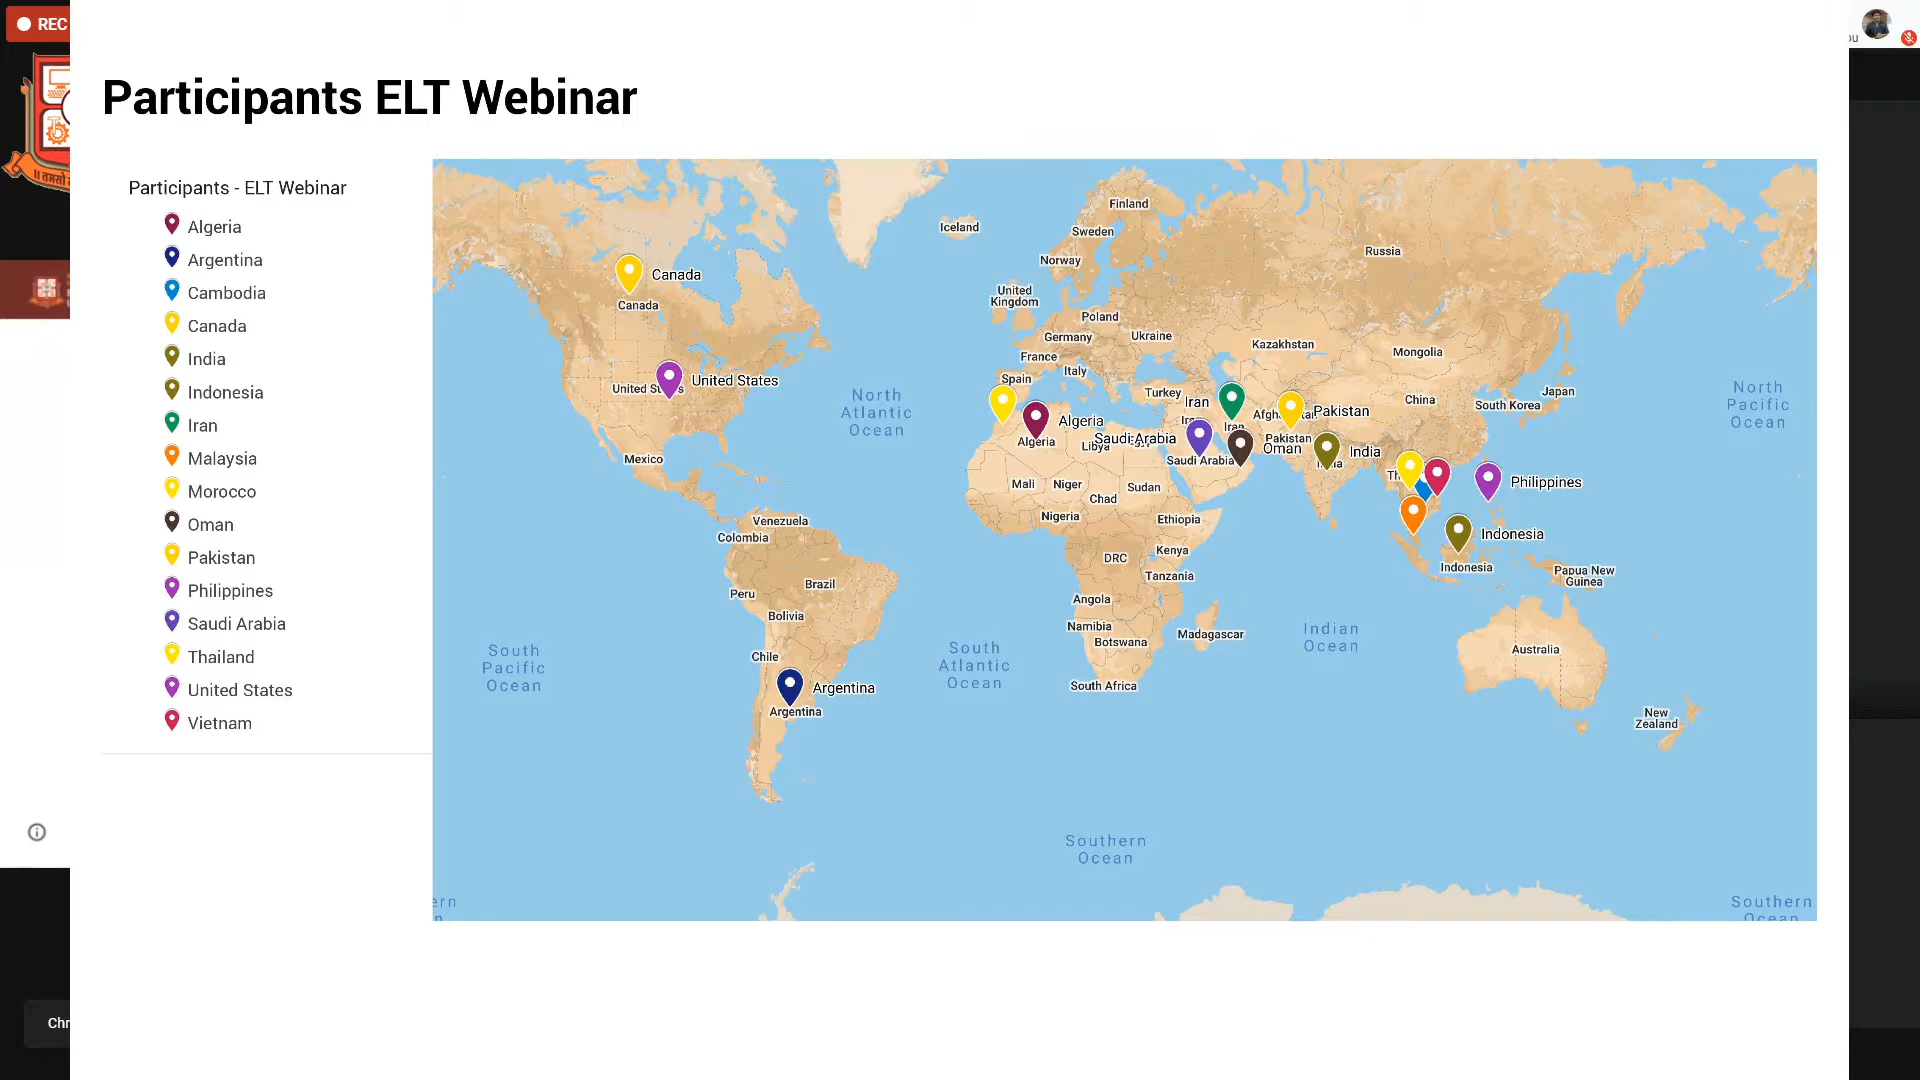 REC
Participants ELT Webinar
Participants - ELT Webinar
Algeria
Argentina
Cambodia
Canada
India
Indonesia
Iran
Malaysia
Morocco
Oman
Pakistan
Philippines
Saudi Arabia
Thailand
United States
Vietnam
Finland
Iceland
Sweden
Norway
Russia
Canada
Canada
United
Kingdom
Poland
Germany
Ukraine
France
Kazakhstan
Mongolia
Italy
Spain
United States
United
Turkey
Iran
Iran
China
Japan
South Korea
North
Atlantic
Ocean
North
Pacific
Ocean
Pakistan
Pakistan
Algeria
Algeria
Libya
Saudi Arabia
Saudi Arabia
Oman
India
Mexico
Mali
Niger
Chad
Sudan
Philippines
Nigeria
Ethiopia
Venezuela
Colombia
Indonesia
Indonesia
DRC
Kenya
Tanzania
Papua New
Guinea
Brazil
Peru
Bolivia
Angola
Namibia
Botswana
Madagascar
Indian
Ocean
Australia
South
Pacific
Ocean
South
Atlantic
Ocean
Chile
South Africa
Argentina
Argentina
New
Zealand
Southern
Ocean
Southern
Ocean
Chr